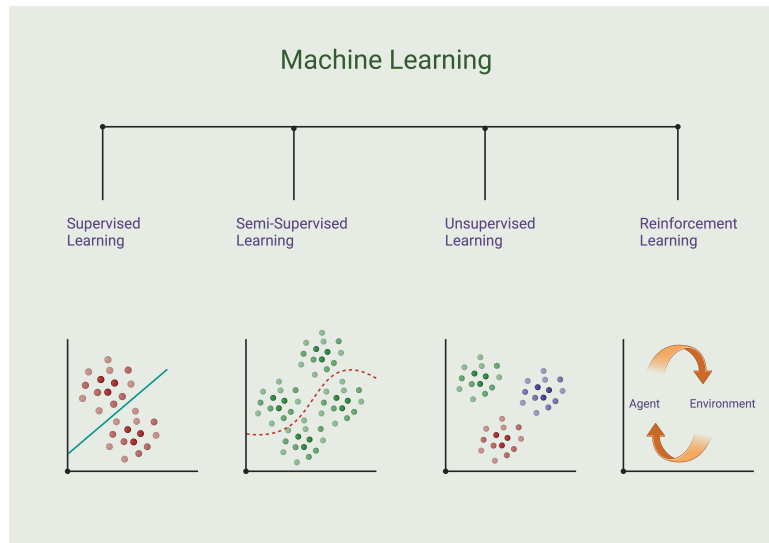 Machine Learning
Supervised
Learning
Semi-Supervised
Learning
Unsupervised
Learning
Reinforcement
Learning
Agent
Environment